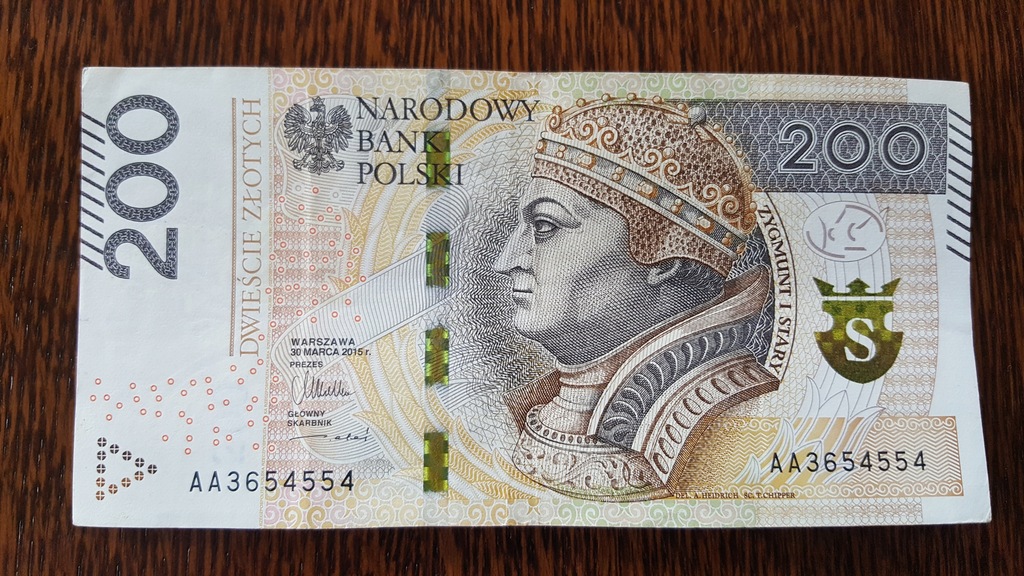 200
DWIEŚCIE ZŁOTYCH
NARODOWY
BANK
POLSKI
WARSZAWA
30 MARCA 2015 r.
PREZES
GŁÓWNY
SKARBNIK
AA3654554
200
ZYGMUNT I STARY
S
AA3654554
DEL. A. HEIDRICH SC. T. CHIPPER